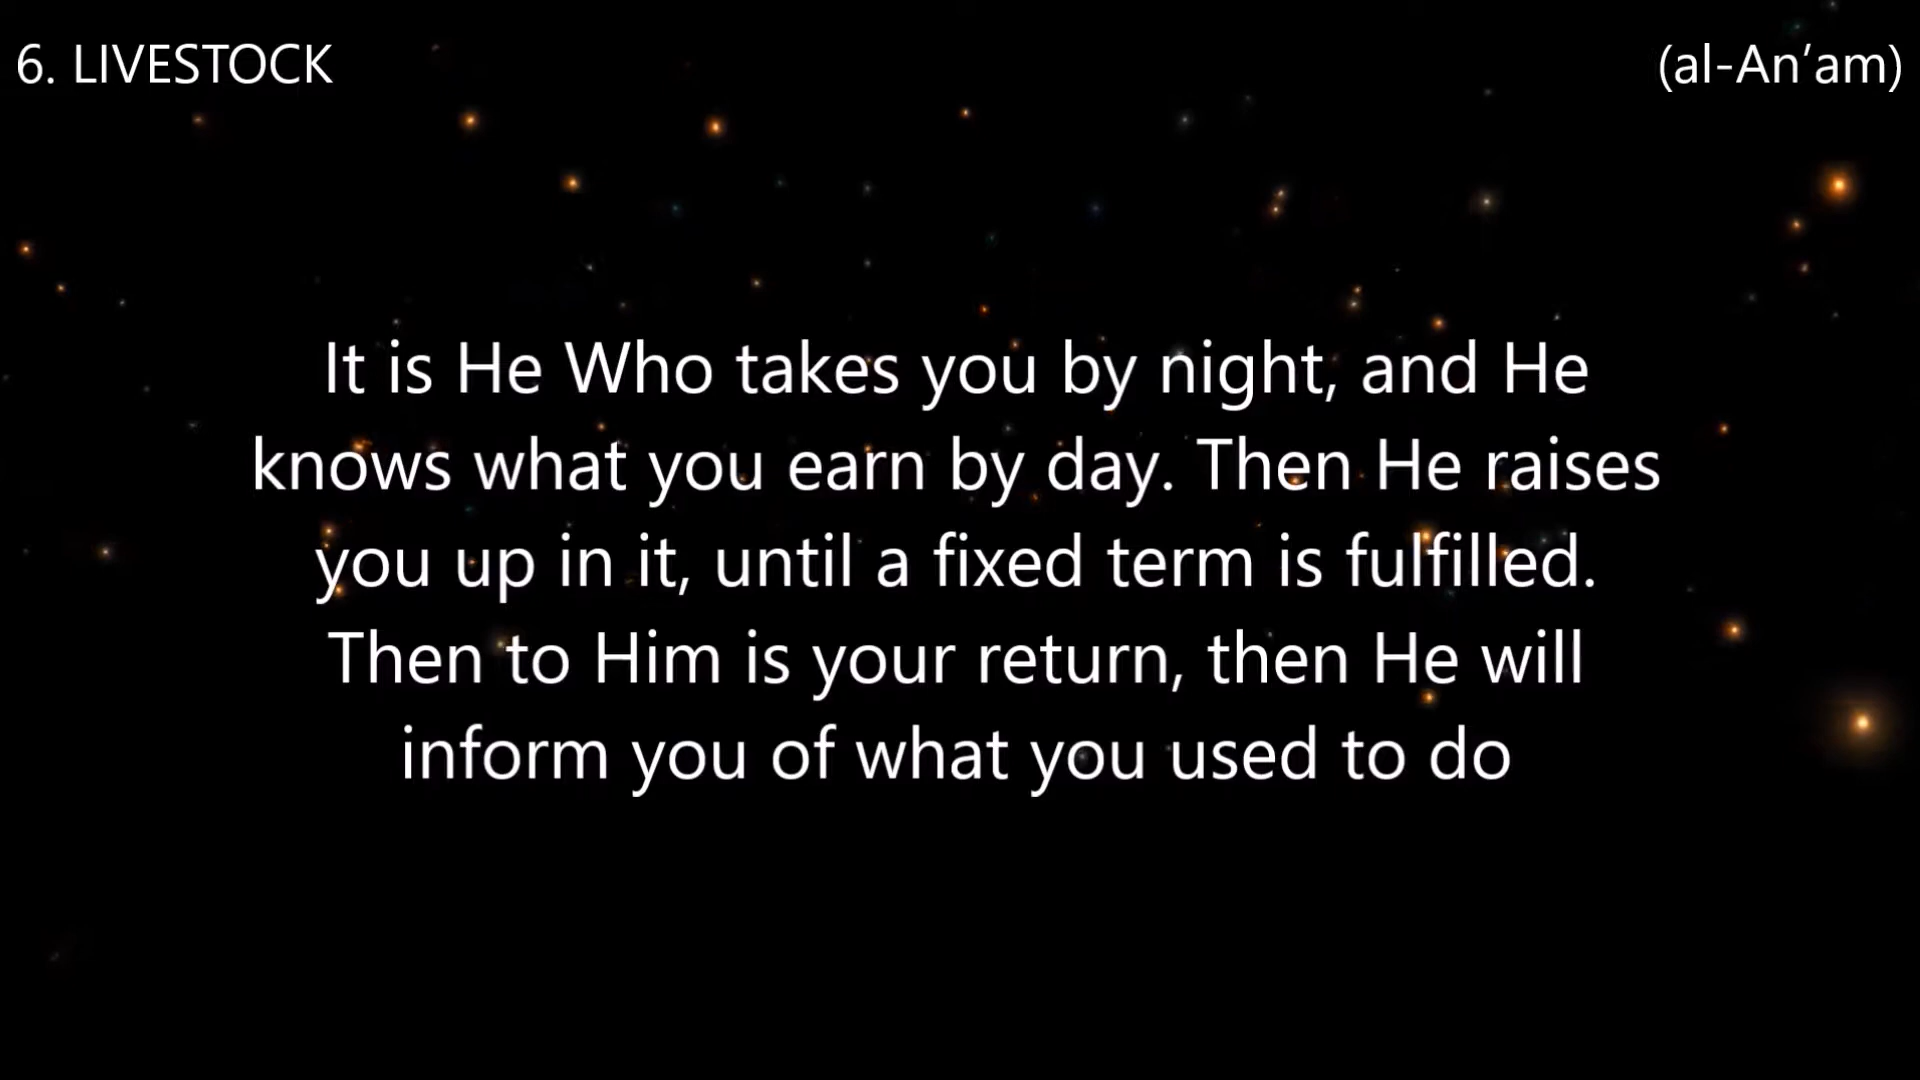 6. LIVESTOCK
(al-An’am)
It is He Who takes you by night, and He
knows what you earn by day. Then He raises
you up in it, until a fixed term is fulfilled.
Then to Him is your return, then He will
inform you of what you used to do